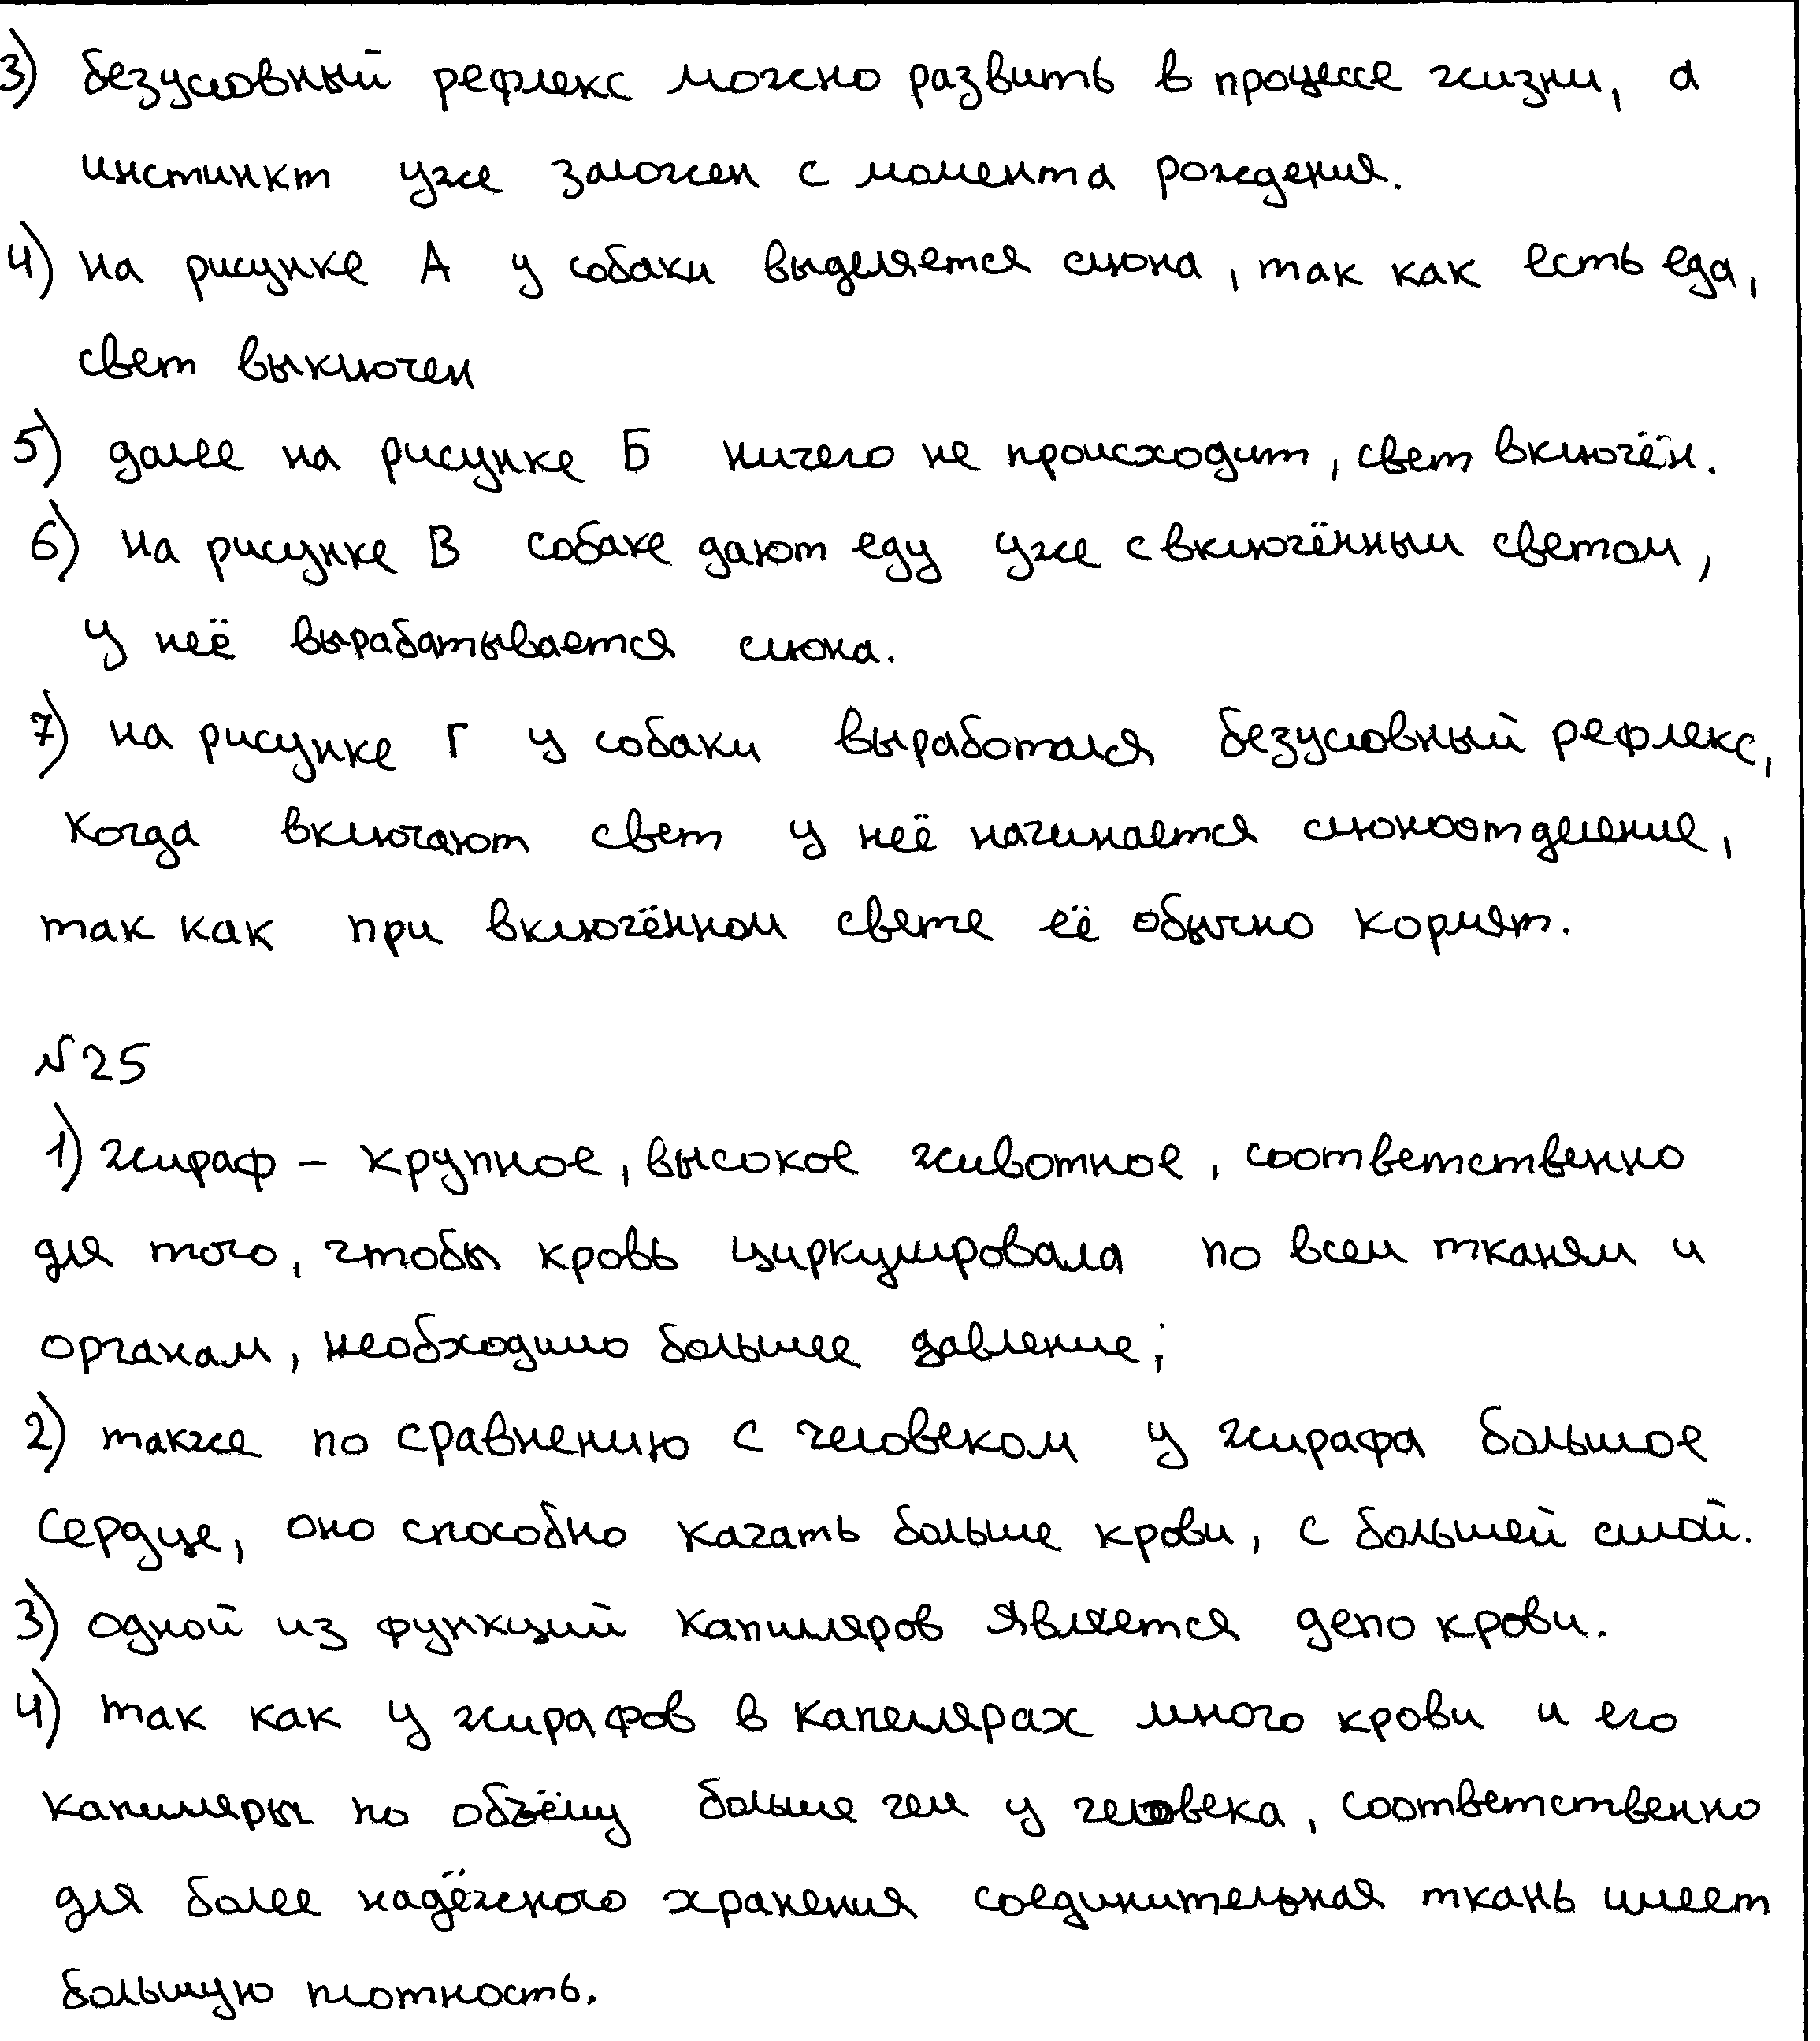 3) безусловный рефлекс можно развить в процессе жизни, а
инстинкт уже заложен с момента рождения.
4) на рисунке А у собаки выделяется слюна, так как есть еда,
свет выключен
5) далее на рисунке Б ничего не происходит, свет включён.
6) на рисунке В собаке дают еду уже с включённым светом,
у неё вырабатывается слюна.
7) на рисунке Г у собаки выработался безусловный рефлекс,
когда включают свет у неё начинается слюноотделение,
так как при включённом свете её обычно кормят.
№25
1) жираф – крупное, высокое животное, соответственно
для того, чтобы кровь циркулировала по всем тканям и
органам, необходимо большее давление;
2) также по сравнению с человеком у жирафа большое
сердце, оно способно качать больше крови, с большей силой.
3) одной из функций капилляров является депо крови.
4) так как у жирафов в капелярах много крови и его
капилляры по объёму больше чем у человека, соответственно
для более надёжного хранения соединительная ткань имеет
большую плотность.